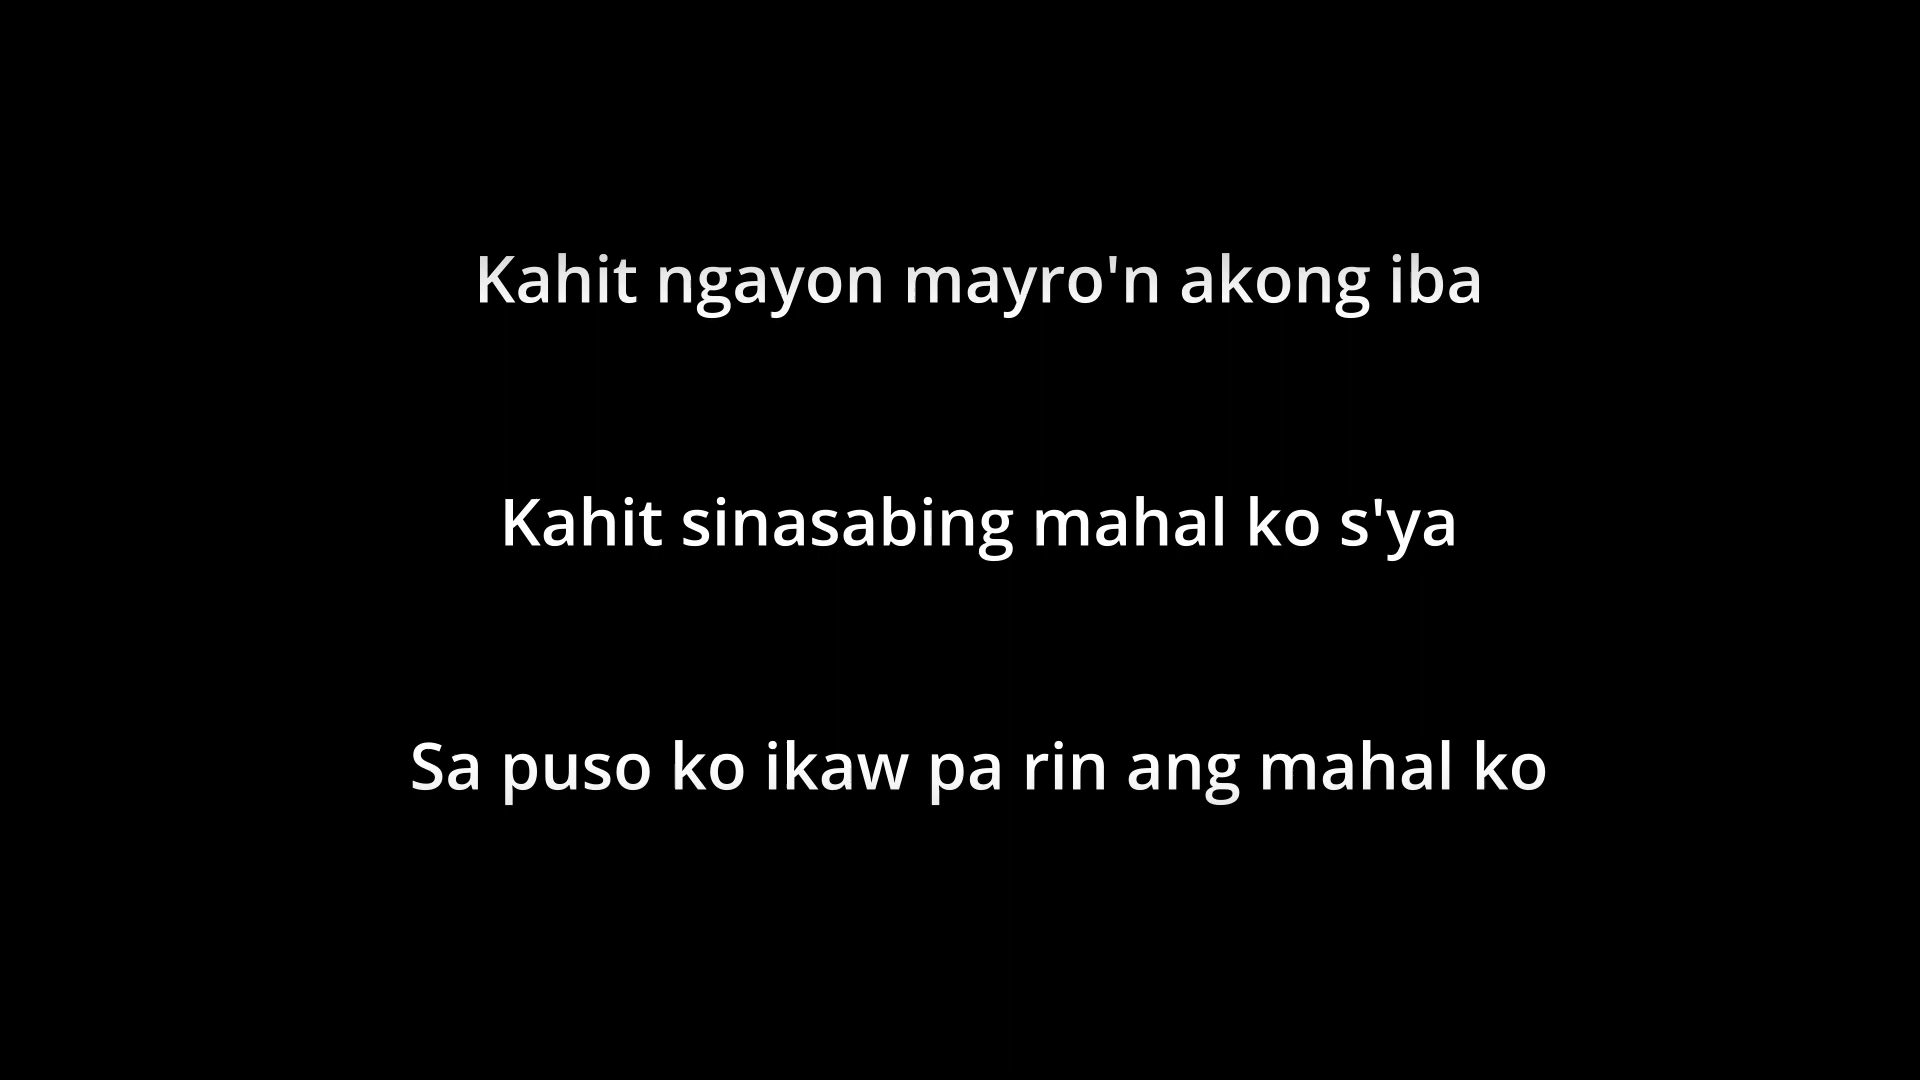 Kahit ngayon mayro'n akong iba
Kahit sinasabing mahal ko s'ya
Sa puso ko ikaw pa rin ang mahal ko